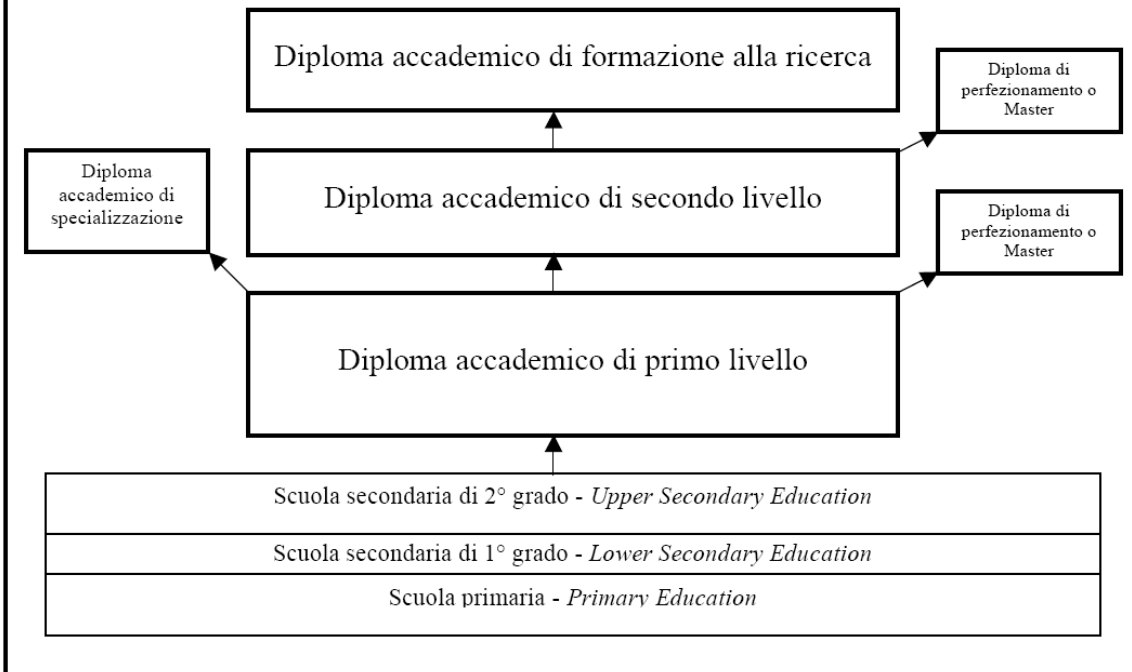 Diploma accademico di formazione alla ricerca
Diploma di
perfezionamento o
Master
Diploma
accademico di
specializzazione
Diploma accademico di secondo livello
Diploma di
perfezionamento o
Master
Diploma accademico di primo livello
Scuola secondaria di 2° grado - Upper Secondary Education
Scuola secondaria di 1° grado - Lower Secondary Education
Scuola primaria - Primary Education